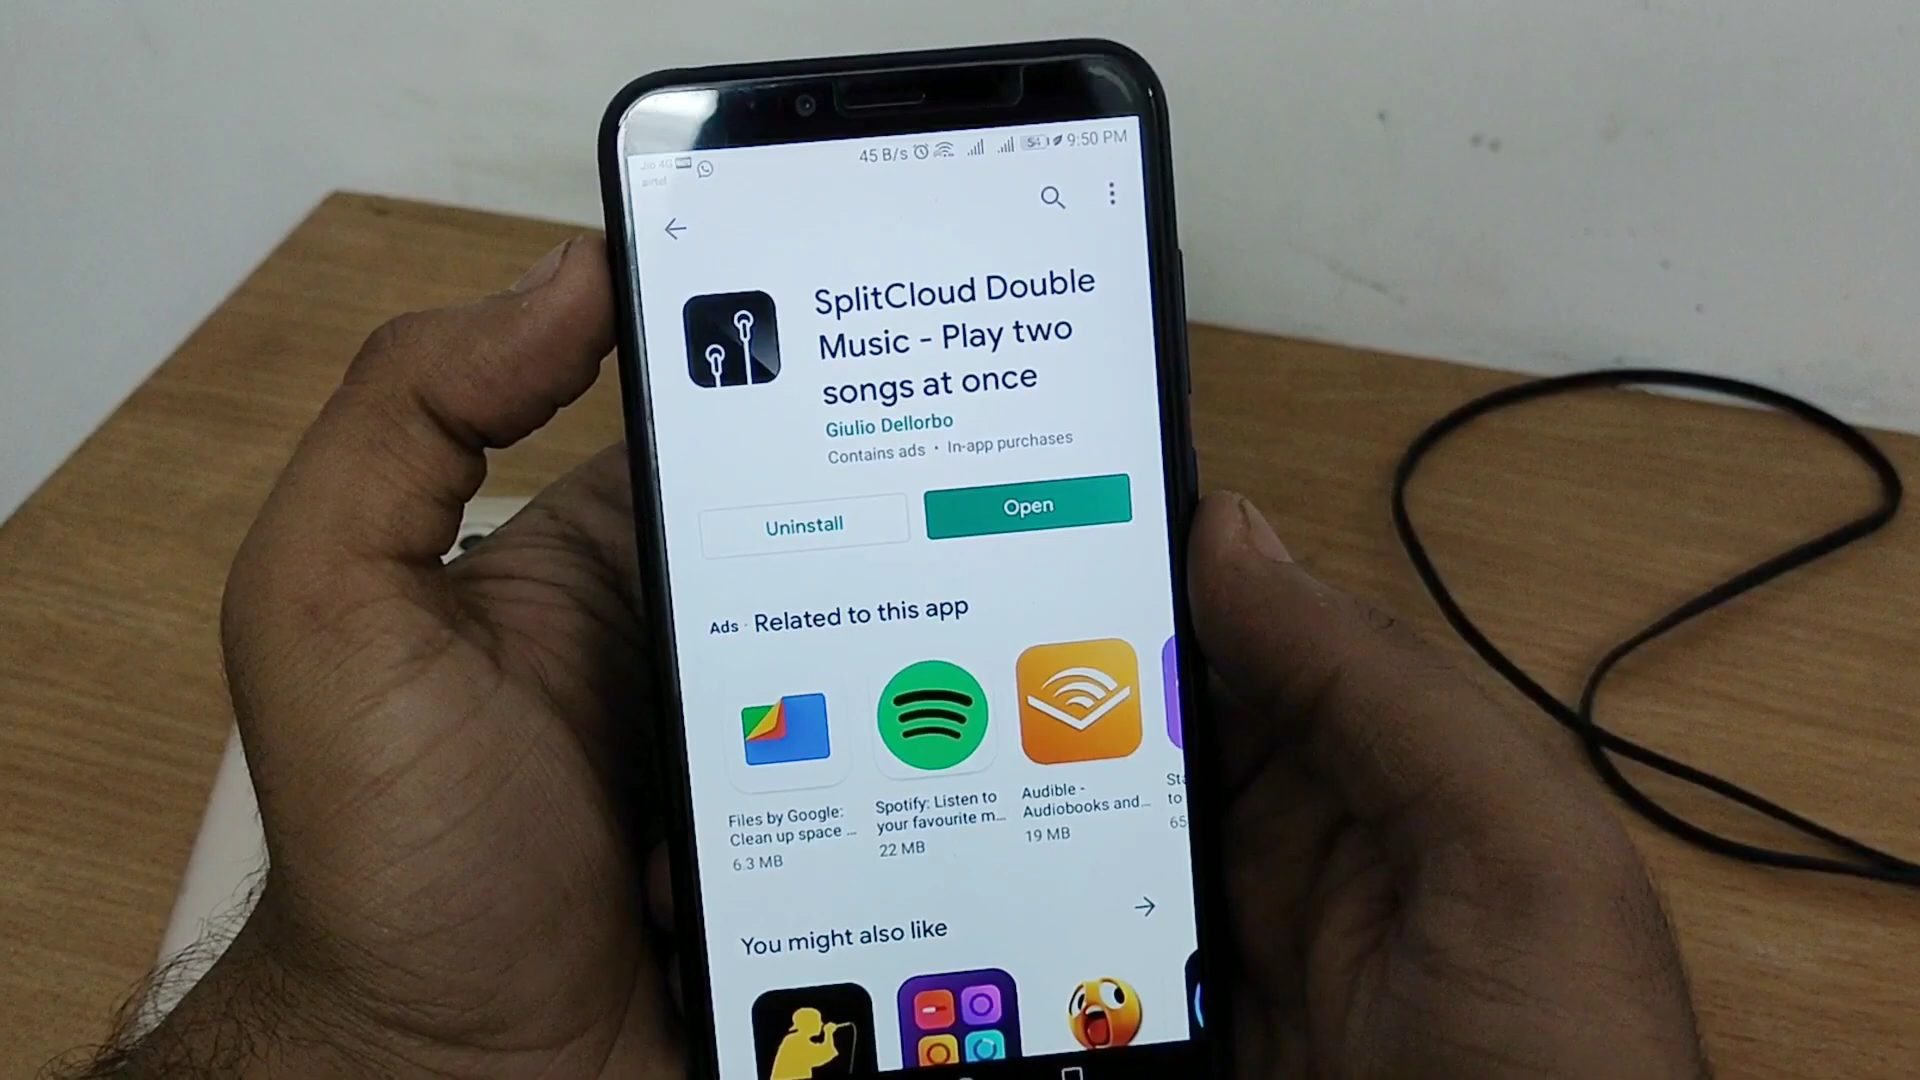 Jio 4G
airtel
45 B/s 54 9:50 PM
SplitCloud Double
Music - Play two
songs at once
Giulio Dellorbo
Contains ads • In-app purchases
Uninstall
Open
Ads · Related to this app
Files by Google:
Clean up space ...
6.3 MB
Spotify: Listen to
your favourite m...
22 MB
Audible -
Audiobooks and...
19 MB
St
to
65
You might also like